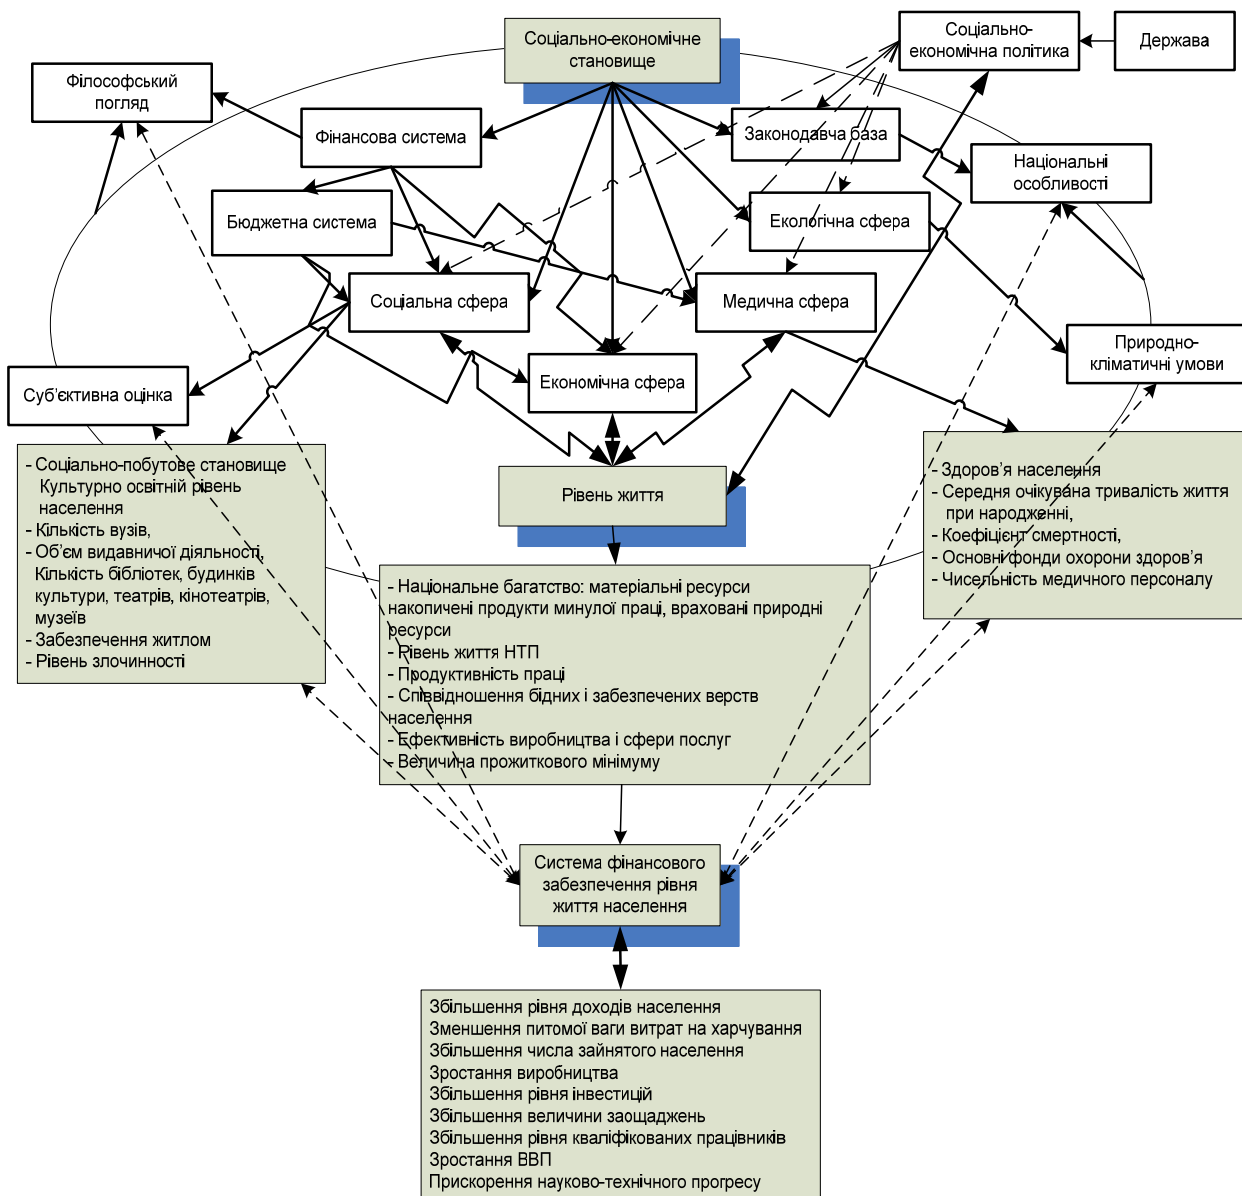 Соціально-економічне
становище
Соціально-
економічна політика
Держава
Філософський
погляд
Фінансова система
Законодавча база
Національні
особливості
Бюджетна система
Екологічна сфера
Соціальна сфера
Медична сфера
Природно-
кліматичні умови
Економічна сфера
Суб'єктивна оцінка
- Соціально-побутове становище
Культурно освітній рівень
населення
- Кількість вузів,
- Об'єм видавничої діяльності,
Кількість бібліотек, будинків
культури, театрів, кінотеатрів,
музеїв
- Забезпечення житлом
- Рівень злочинності
Рівень життя
- Здоров'я населення
- Середня очікувана тривалість життя
при народженні,
- Коефіцієнт смертності,
- Основні фонди охорони здоров'я
- Чисельність медичного персоналу
- Національне багатство: матеріальні ресурси
накопичені продукти минулої праці, враховані природні
ресурси
- Рівень життя НТП
- Продуктивність праці
- Співвідношення бідних і забезпечених верств
населення
- Ефективність виробництва і сфери послуг
- Величина прожиткового мінімуму
Система фінансового
забезпечення рівня
життя населення
Збільшення рівня доходів населення
Зменшення питомої ваги витрат на харчування
Збільшення числа зайнятого населення
Зростання виробництва
Збільшення рівня інвестицій
Збільшення величини заощаджень
Збільшення рівня кваліфікованих працівників
Зростання ВВП
Прискорення науково-технічного прогресу